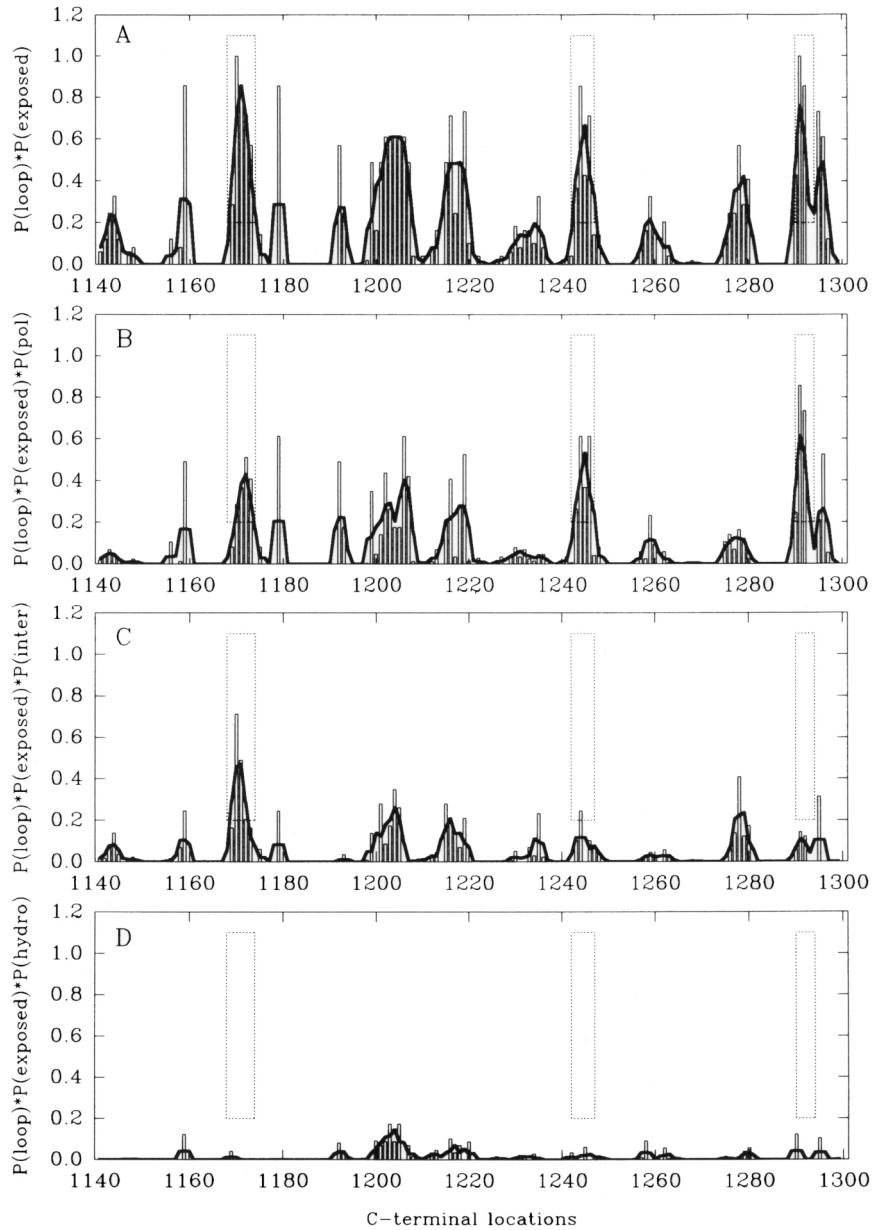 P(loop)*P(exposed)
A
1.2
1.0
0.8
0.6
0.4
0.2
0.0
1140 1160 1180 1200 1220 1240 1260 1280 1300
P(loop)*P(exposed)*P(pol)
B
1.2
1.0
0.8
0.6
0.4
0.2
0.0
1140 1160 1180 1200 1220 1240 1260 1280 1300
P(loop)*P(exposed)*P(inter)
C
1.2
1.0
0.8
0.6
0.4
0.2
0.0
1140 1160 1180 1200 1220 1240 1260 1280 1300
P(loop)*P(exposed)*P(hydro)
D
1.2
1.0
0.8
0.6
0.4
0.2
0.0
1140 1160 1180 1200 1220 1240 1260 1280 1300
C-terminal locations